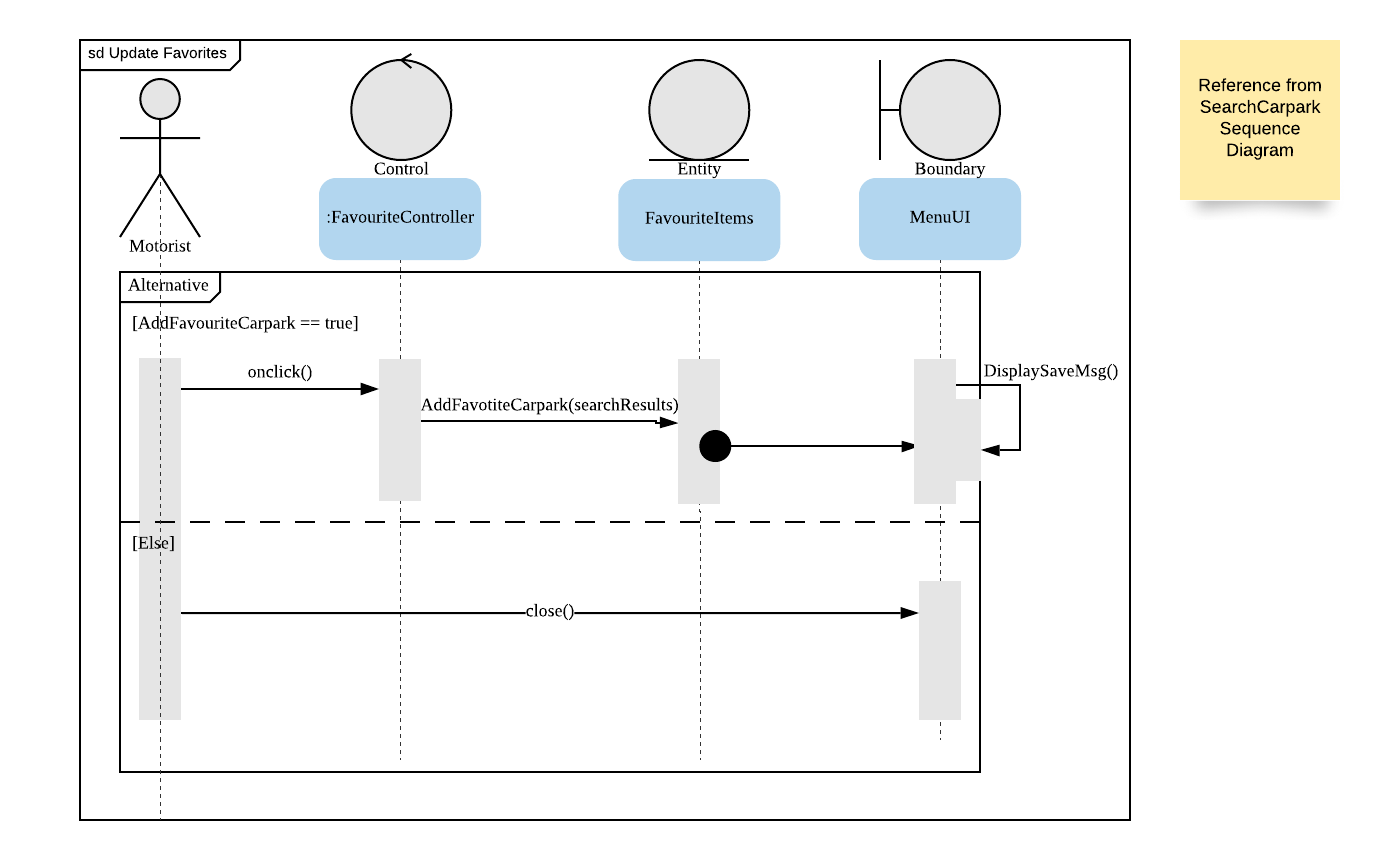 sd Update Favorites
Reference from
SearchCarpark
Sequence
Diagram
Control
Entity
Boundary
:FavouriteController
FavouriteItems
MenuUI
Motorist
Alternative
[AddFavouriteCarpark == true]
onclick()
DisplaySaveMsg()
AddFavotiteCarpark(searchResults)
[Else]
close()